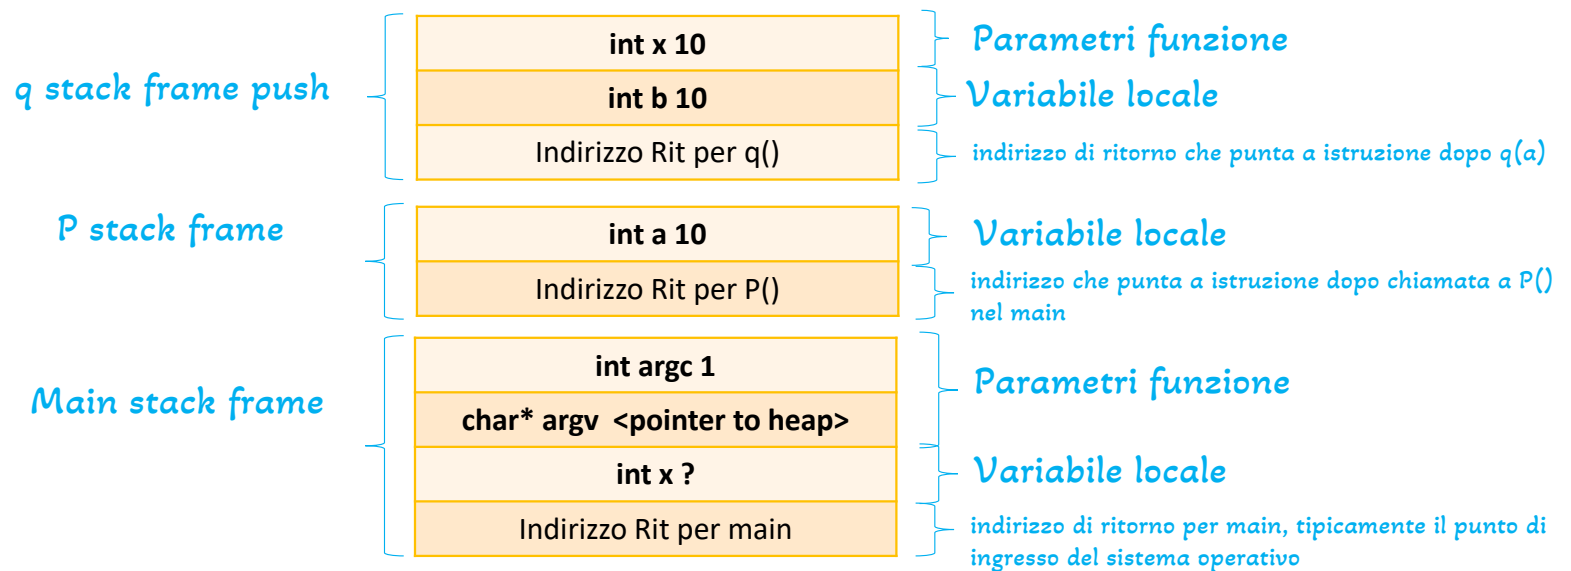 q stack frame push
int x 10
Parametri funzione
int b 10
Variabile locale
Indirizzo Rit per q()
indirizzo di ritorno che punta a istruzione dopo q(a)
P stack frame
int a 10
Variabile locale
Indirizzo Rit per P()
indirizzo che punta a istruzione dopo chiamata a P()
nel main
Main stack frame
int argc 1
char* argv <pointer to heap>
Parametri funzione
int x ?
Variabile locale
Indirizzo Rit per main
indirizzo di ritorno per main, tipicamente il punto di
ingresso del sistema operativo